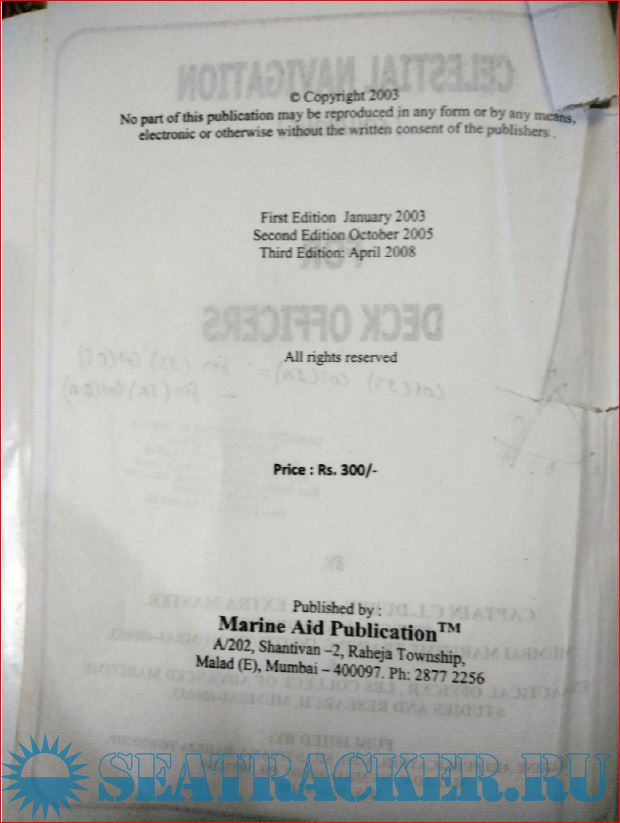 © Copyright 2003
No part of this publication may be reproduced in any form or by any means,
electronic or otherwise without the written consent of the publishers .
First Edition January 2003
Second Edition October 2005
Third Edition: April 2008
All rights reserved
Price : Rs. 300/-
Published by :
Marine Aid Publication™
A/202, Shantivan –2, Raheja Township,
Malad (E), Mumbai – 400097. Ph: 2877 2256
SEATRACKER.RU